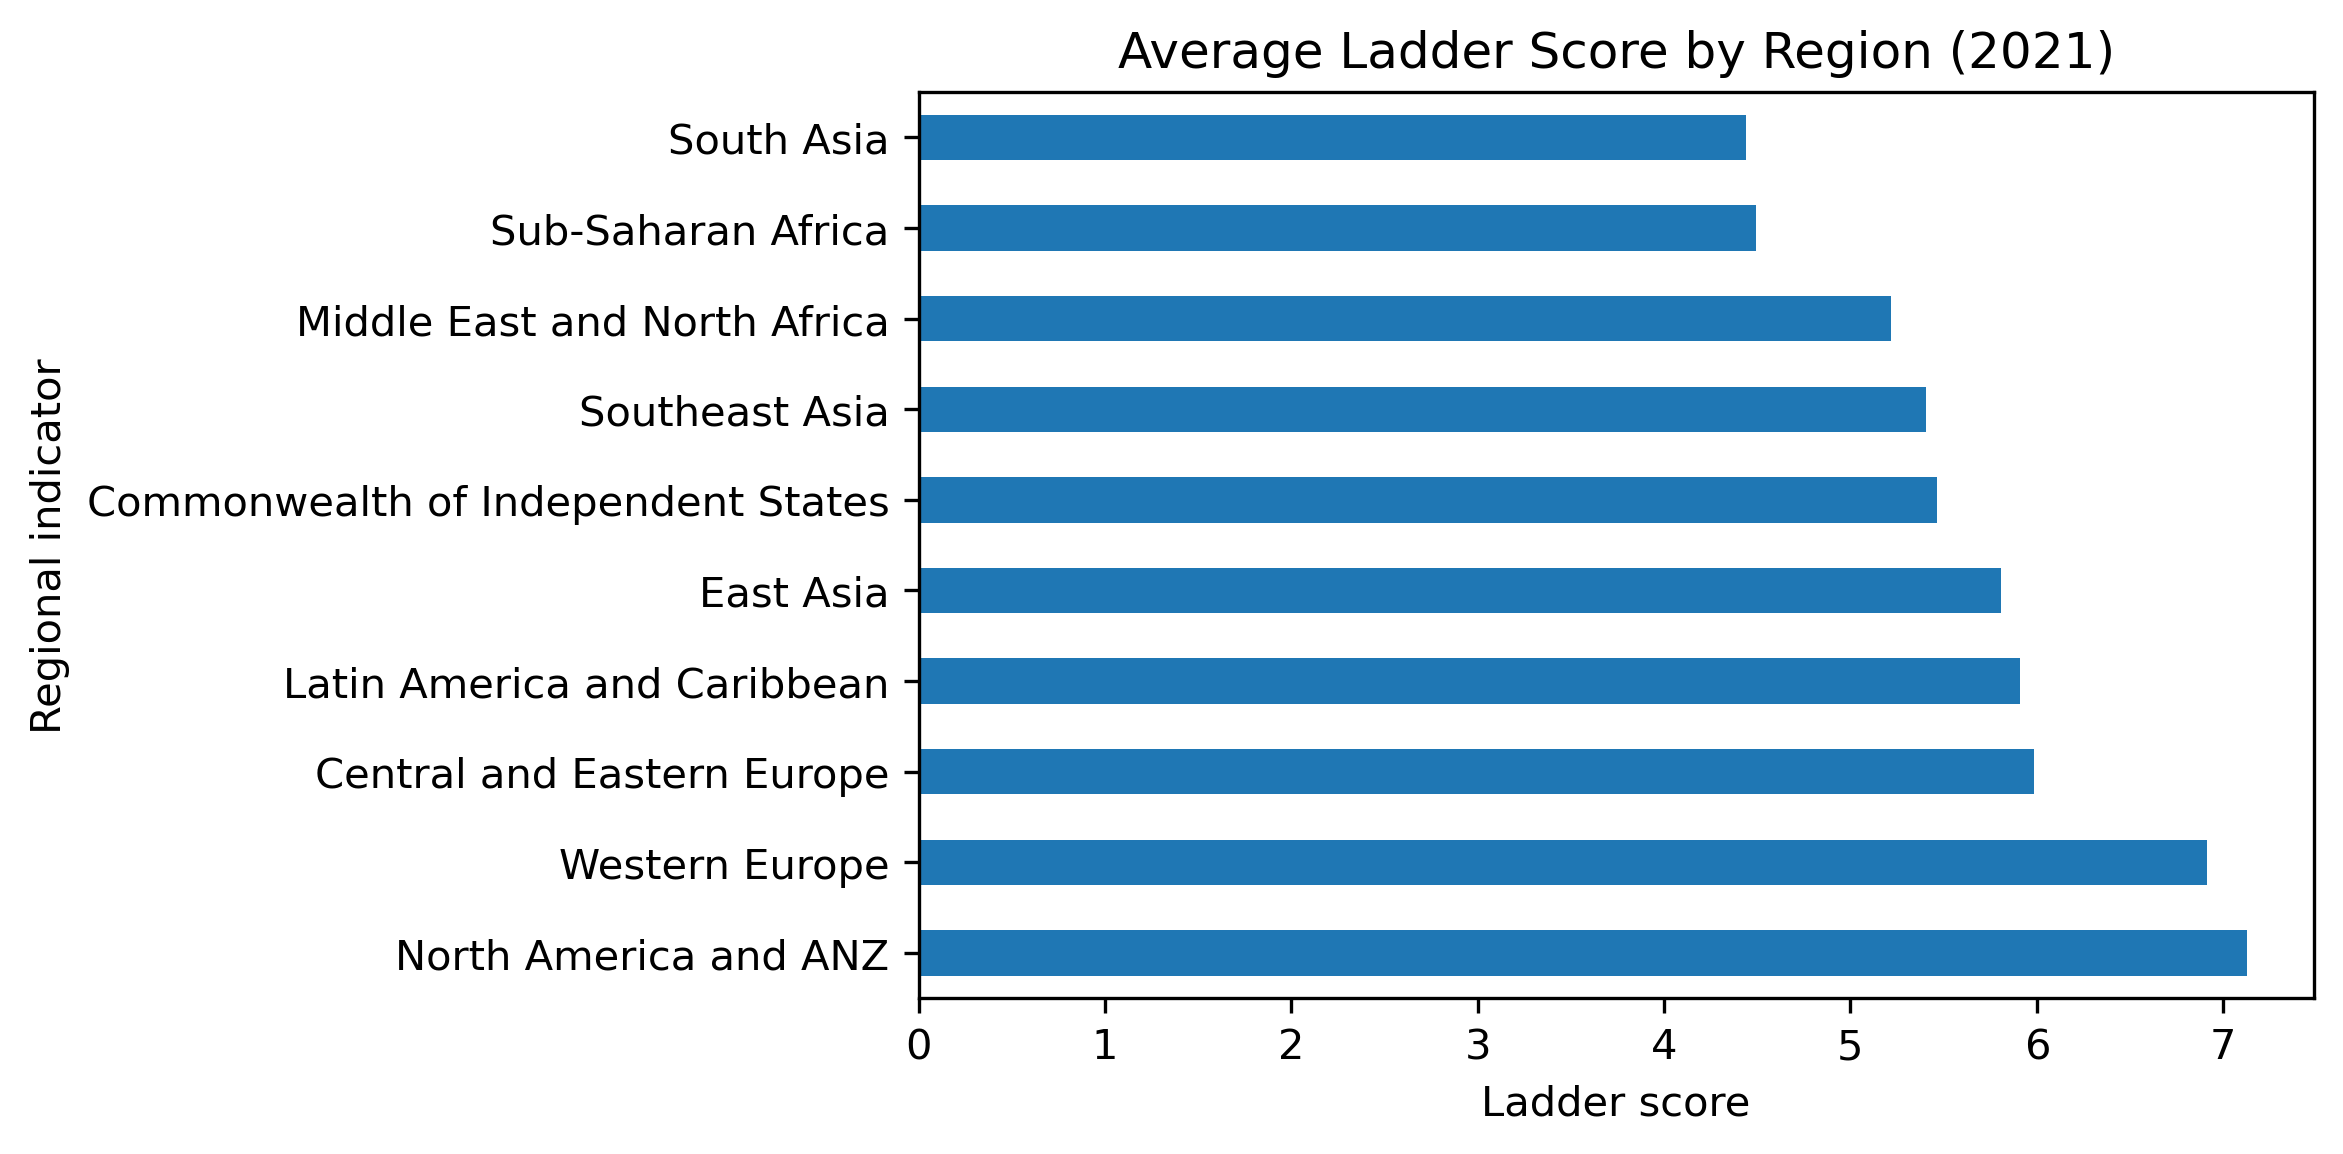 Average Ladder Score by Region (2021)
South Asia
Sub-Saharan Africa
Middle East and North Africa
Southeast Asia
Commonwealth of Independent States
East Asia
Latin America and Caribbean
Central and Eastern Europe
Western Europe
North America and ANZ
Regional indicator
0 1 2 3 4 5 6 7
Ladder score